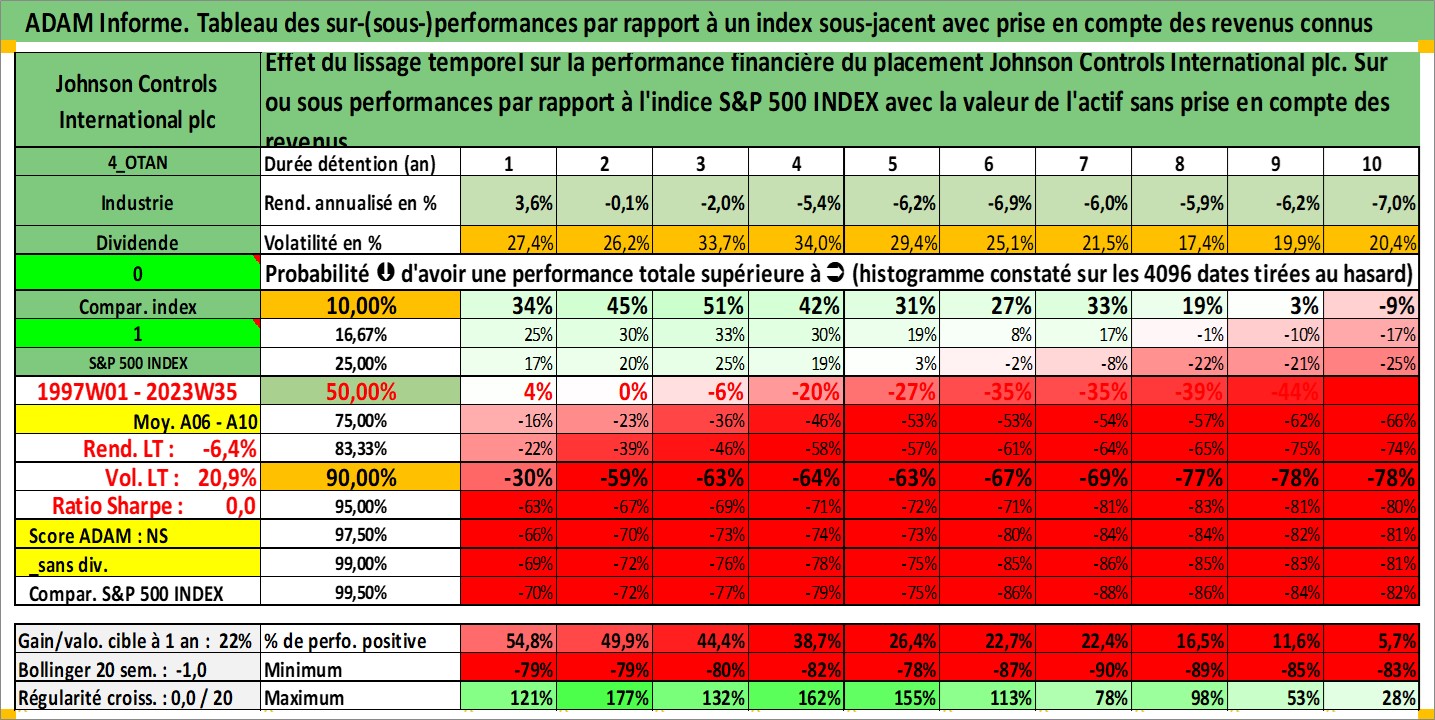 ADAM Informe. Tableau des sur-(sous-)performances par rapport à un index sous-jacent avec prise en compte des revenus connus
Johnson Controls International plc
Effet du lissage temporel sur la performance financière du placement Johnson Controls International plc. Sur
ou sous performances par rapport à l'indice S&P 500 INDEX avec la valeur de l'actif sans prise en compte des
revenus
4_OTAN Durée détention (an) 1 2 3 4 5 6 7 8 9 10
Industrie Rend. annualisé en % 3,6% -0,1% -2,0% -5,4% -6,2% -6,9% -6,0% -5,9% -6,2% -7,0%
Dividende Volatilité en % 27,4% 26,2% 33,7% 34,0% 29,4% 25,1% 21,5% 17,4% 19,9% 20,4%
0 Probabilité d'avoir une performance totale supérieure à (histogramme constaté sur les 4096 dates tirées au hasard)
Compar. index 10,00% 34% 45% 51% 42% 31% 27% 33% 19% 3% -9%
1 16,67% 25% 30% 33% 30% 19% 8% 17% -1% -10% -17%
S&P 500 INDEX 25,00% 17% 20% 25% 19% 3% -2% -8% -22% -21% -25%
1997W01 - 2023W35 50,00% 4% 0% -6% -20% -27% -35% -35% -39% -44%
Moy. A06 - A10 75,00% -16% -23% -36% -46% -53% -53% -54% -57% -62% -66%
Rend. LT : -6,4% 83,33% -22% -39% -46% -58% -57% -61% -64% -65% -75% -74%
Vol. LT : 20,9% 90,00% -30% -59% -63% -64% -63% -67% -69% -77% -78% -78%
Ratio Sharpe : 0,0 95,00% -63% -67% -69% -71% -72% -71% -81% -83% -81% -80%
Score ADAM : NS 97,50% -66% -70% -73% -74% -73% -80% -84% -84% -82% -81%
_sans div. 99,00% -69% -72% -76% -78% -75% -85% -86% -85% -83% -81%
Compar. S&P 500 INDEX 99,50% -70% -72% -77% -79% -75% -86% -88% -86% -84% -82%
Gain/valo. cible à 1 an : 22% % de perfo. positive 54,8% 49,9% 44,4% 38,7% 26,4% 22,7% 22,4% 16,5% 11,6% 5,7%
Bollinger 20 sem. : -1,0 Minimum -79% -79% -80% -82% -78% -87% -90% -89% -85% -83%
Régularité croiss. : 0,0 / 20 Maximum 121% 177% 132% 162% 155% 113% 78% 98% 53% 28%